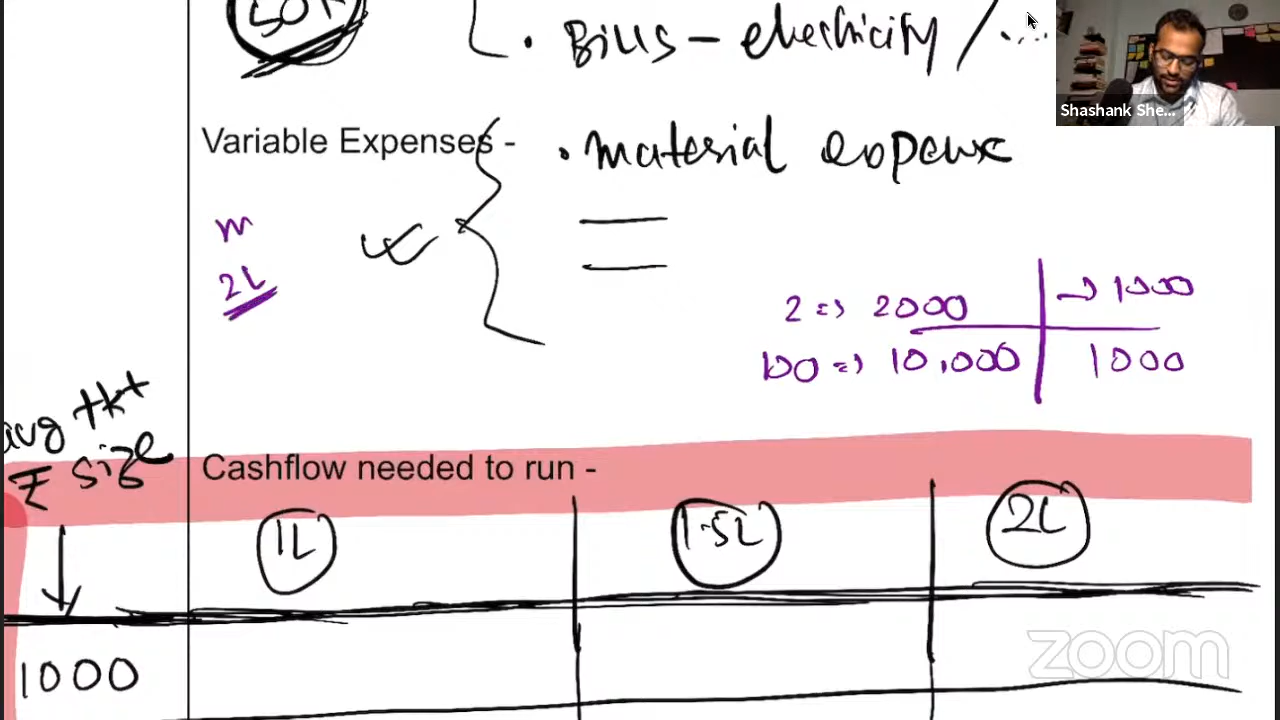 50K
• Bills - electricity / ...
Shashank She...
Variable Expenses -
• material expense
m
2L
2 => 2000
→ 1000
100 => 10,000
1000
avg tkt
₹ size
Cashflow needed to run -
1L
1.5L
2L
1000
zoom